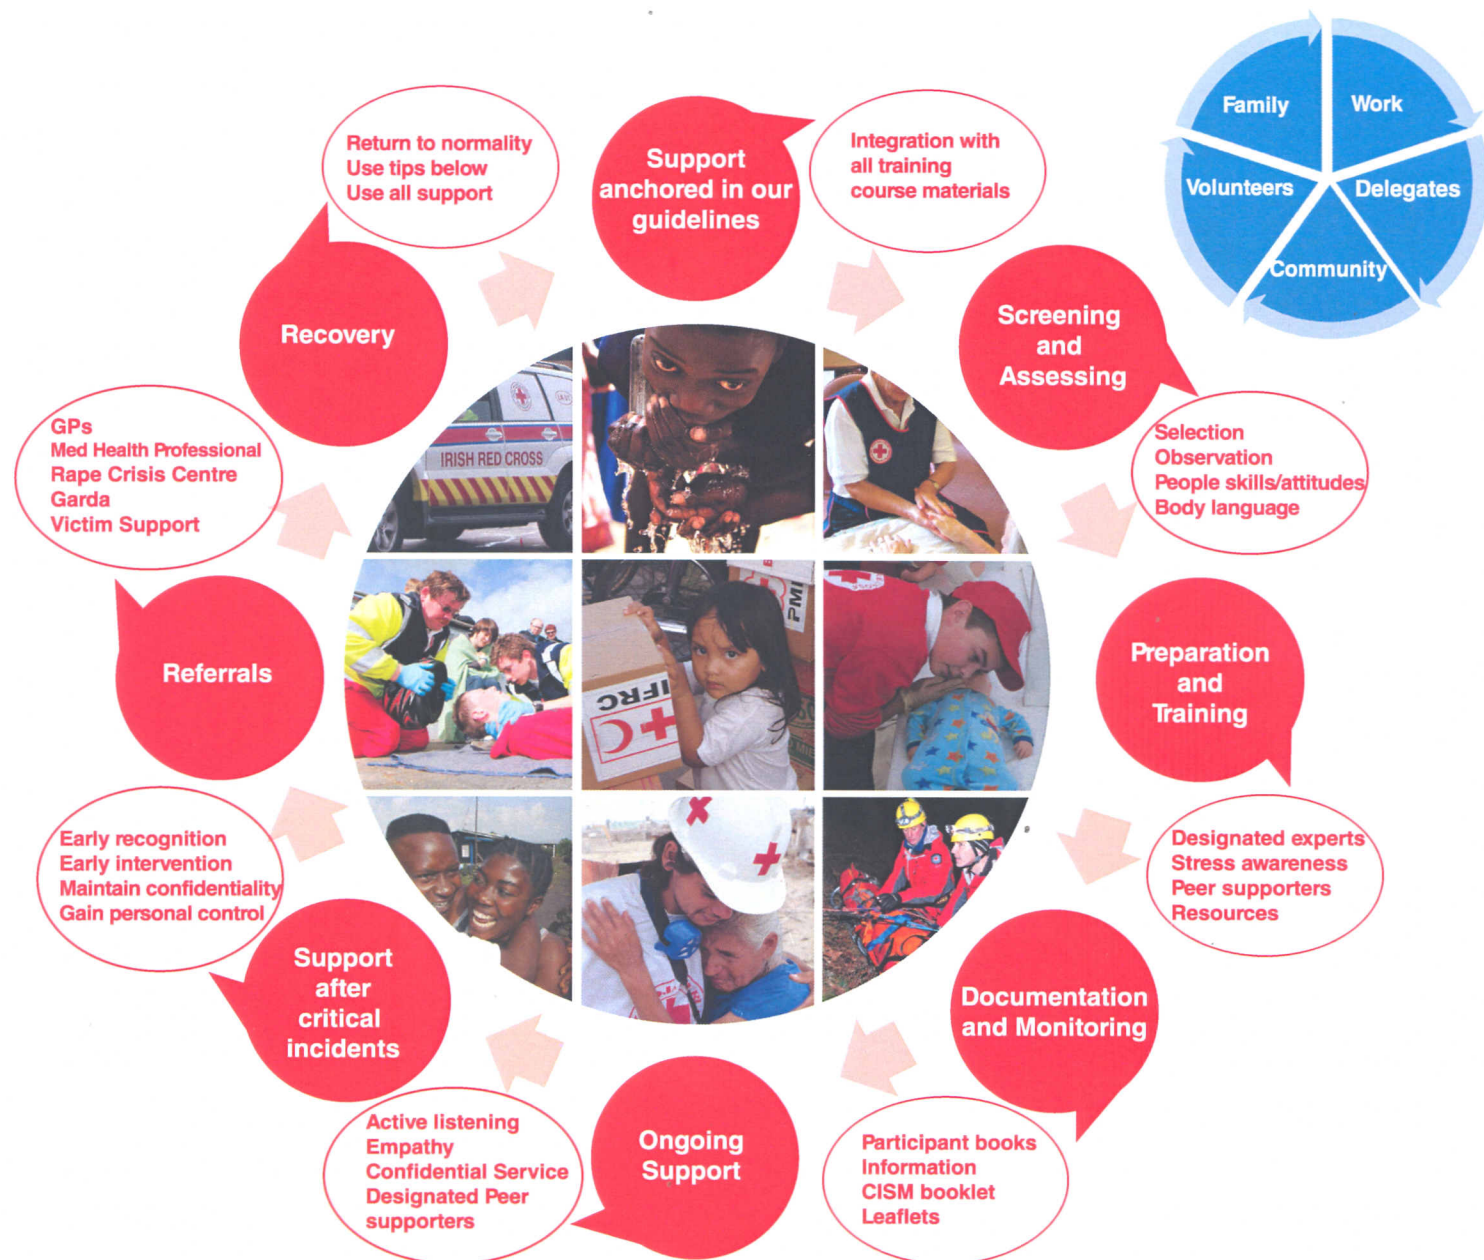 Family
Work
Volunteers
Delegates
Community
Support
anchored in our
guidelines
Integration with
all training
course materials
Screening
and
Assessing
Selection
Observation
People skills/attitudes
Body language
Preparation
and
Training
Designated experts
Stress awareness
Peer supporters
Resources
Documentation
and Monitoring
Participant books
Information
CISM booklet
Leaflets
Ongoing
Support
Active listening
Empathy
Confidential Service
Designated Peer
supporters
Support
after
critical
incidents
Early recognition
Early intervention
Maintain confidentiality
Gain personal control
Referrals
GPs
Med Health Professional
Rape Crisis Centre
Garda
Victim Support
Recovery
Return to normality
Use tips below
Use all support
IRISH RED CROSS
IFRC
PMI